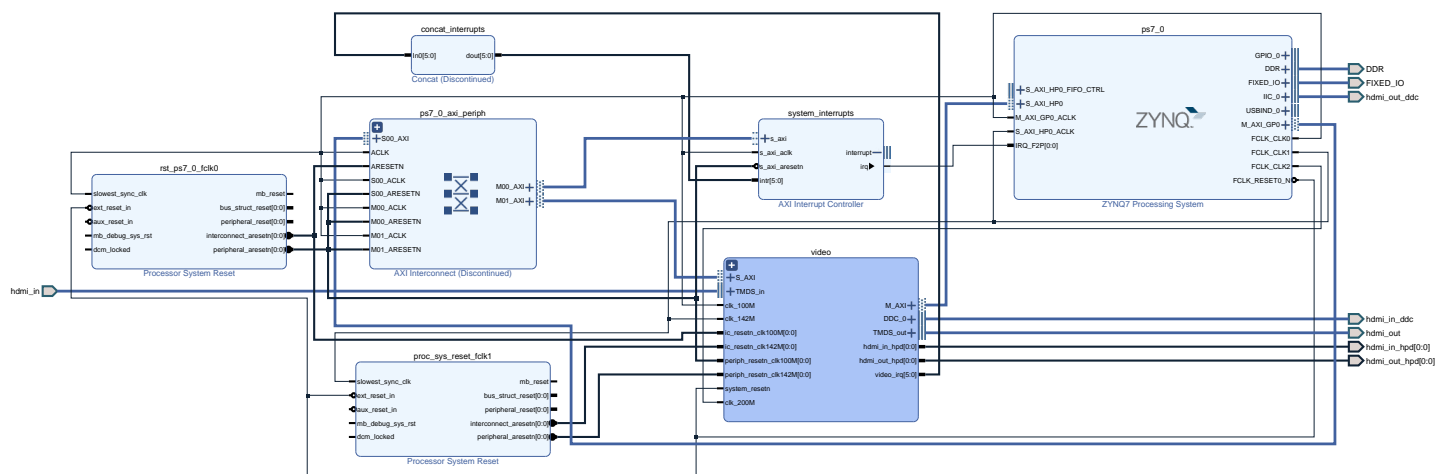 concat_interrupts
In0[5:0]
dout[5:0]
Concat (Discontinued)
ps7_0
S_AXI_HP0_FIFO_CTRL
S_AXI_HP0
M_AXI_GP0_ACLK
S_AXI_HP0_ACLK
IRQ_F2P[0:0]
ZYNQ
GPIO_0
DDR
FIXED_IO
IIC_0
USBIND_0
M_AXI_GP0
FCLK_CLK0
FCLK_CLK1
FCLK_CLK2
FCLK_RESET0_N
ZYNQ7 Processing System
DDR
FIXED_IO
hdmi_out_ddc
ps7_0_axi_periph
S00_AXI
ACLK
ARESETN
S00_ACLK
S00_ARESETN
M00_ACLK
M00_ARESETN
M01_ACLK
M01_ARESETN
M00_AXI
M01_AXI
AXI Interconnect (Discontinued)
system_interrupts
s_axi
s_axi_aclk
s_axi_aresetn
intr[5:0]
interrupt
irq
AXI Interrupt Controller
rst_ps7_0_fclk0
slowest_sync_clk
ext_reset_in
aux_reset_in
mb_debug_sys_rst
dcm_locked
mb_reset
bus_struct_reset[0:0]
peripheral_reset[0:0]
interconnect_aresetn[0:0]
peripheral_aresetn[0:0]
Processor System Reset
hdmi_in
video
S_AXI
TMDS_in
clk_100M
clk_142M
ic_resetn_clk100M[0:0]
ic_resetn_clk142M[0:0]
periph_resetn_clk100M[0:0]
periph_resetn_clk142M[0:0]
system_resetn
clk_200M
M_AXI
DDC_0
TMDS_out
hdmi_in_hpd[0:0]
hdmi_out_hpd[0:0]
video_irq[5:0]
hdmi_in_ddc
hdmi_out
hdmi_in_hpd[0:0]
hdmi_out_hpd[0:0]
proc_sys_reset_fclk1
slowest_sync_clk
ext_reset_in
aux_reset_in
mb_debug_sys_rst
dcm_locked
mb_reset
bus_struct_reset[0:0]
peripheral_reset[0:0]
interconnect_aresetn[0:0]
peripheral_aresetn[0:0]
Processor System Reset